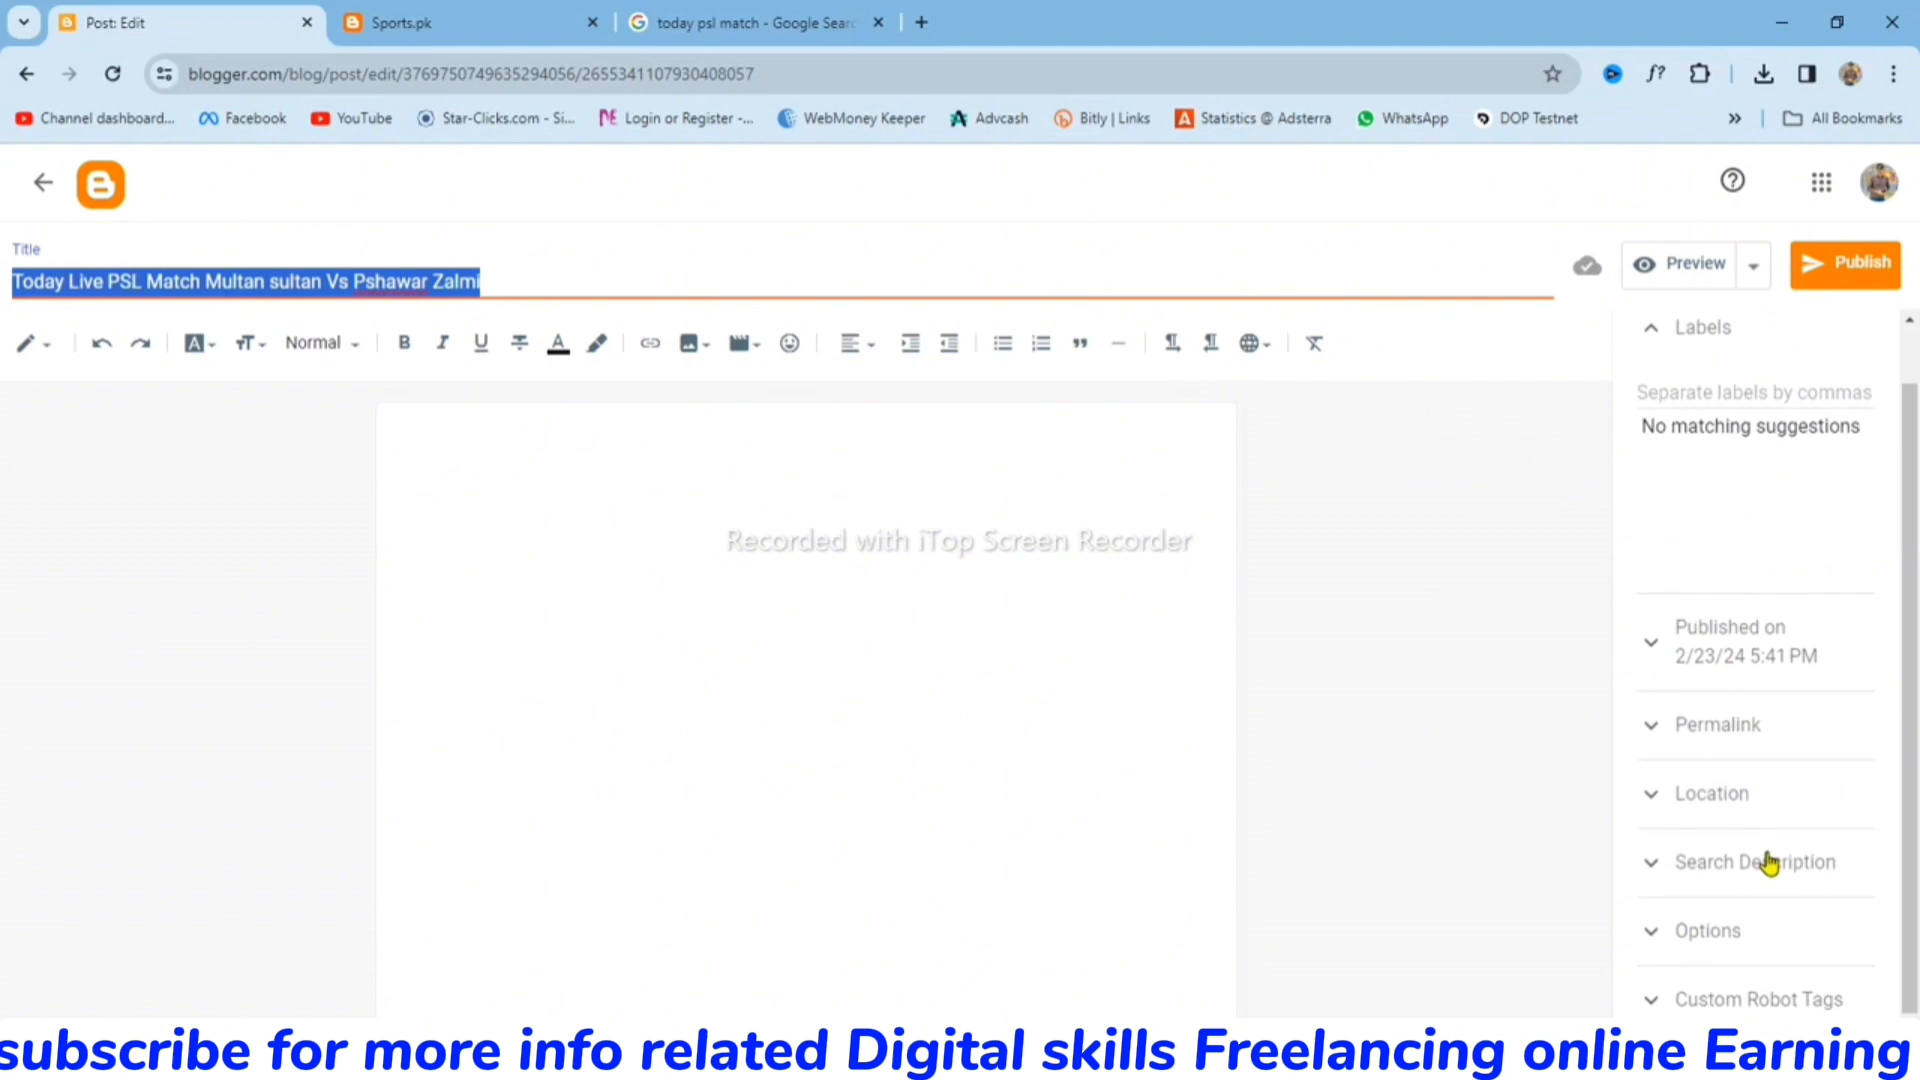 Post: Edit
Sports.pk
today psl match - Google Searc
blogger.com/blog/post/edit/3769750749635294056/2655341107930408057
f?
Channel dashboard...
Facebook
YouTube
Star-Clicks.com - Si...
Login or Register -...
WebMoney Keeper
Advcash
Bitly | Links
Statistics @ Adsterra
WhatsApp
DOP Testnet
»
All Bookmarks
Title
Today Live PSL Match Multan sultan Vs Pshawar Zalmi
Preview
Publish
Normal
Labels
Separate labels by commas
No matching suggestions
Recorded with iTop Screen Recorder
Published on
2/23/24 5:41 PM
Permalink
Location
Search Description
Options
Custom Robot Tags
subscribe for more info related Digital skills Freelancing online Earning